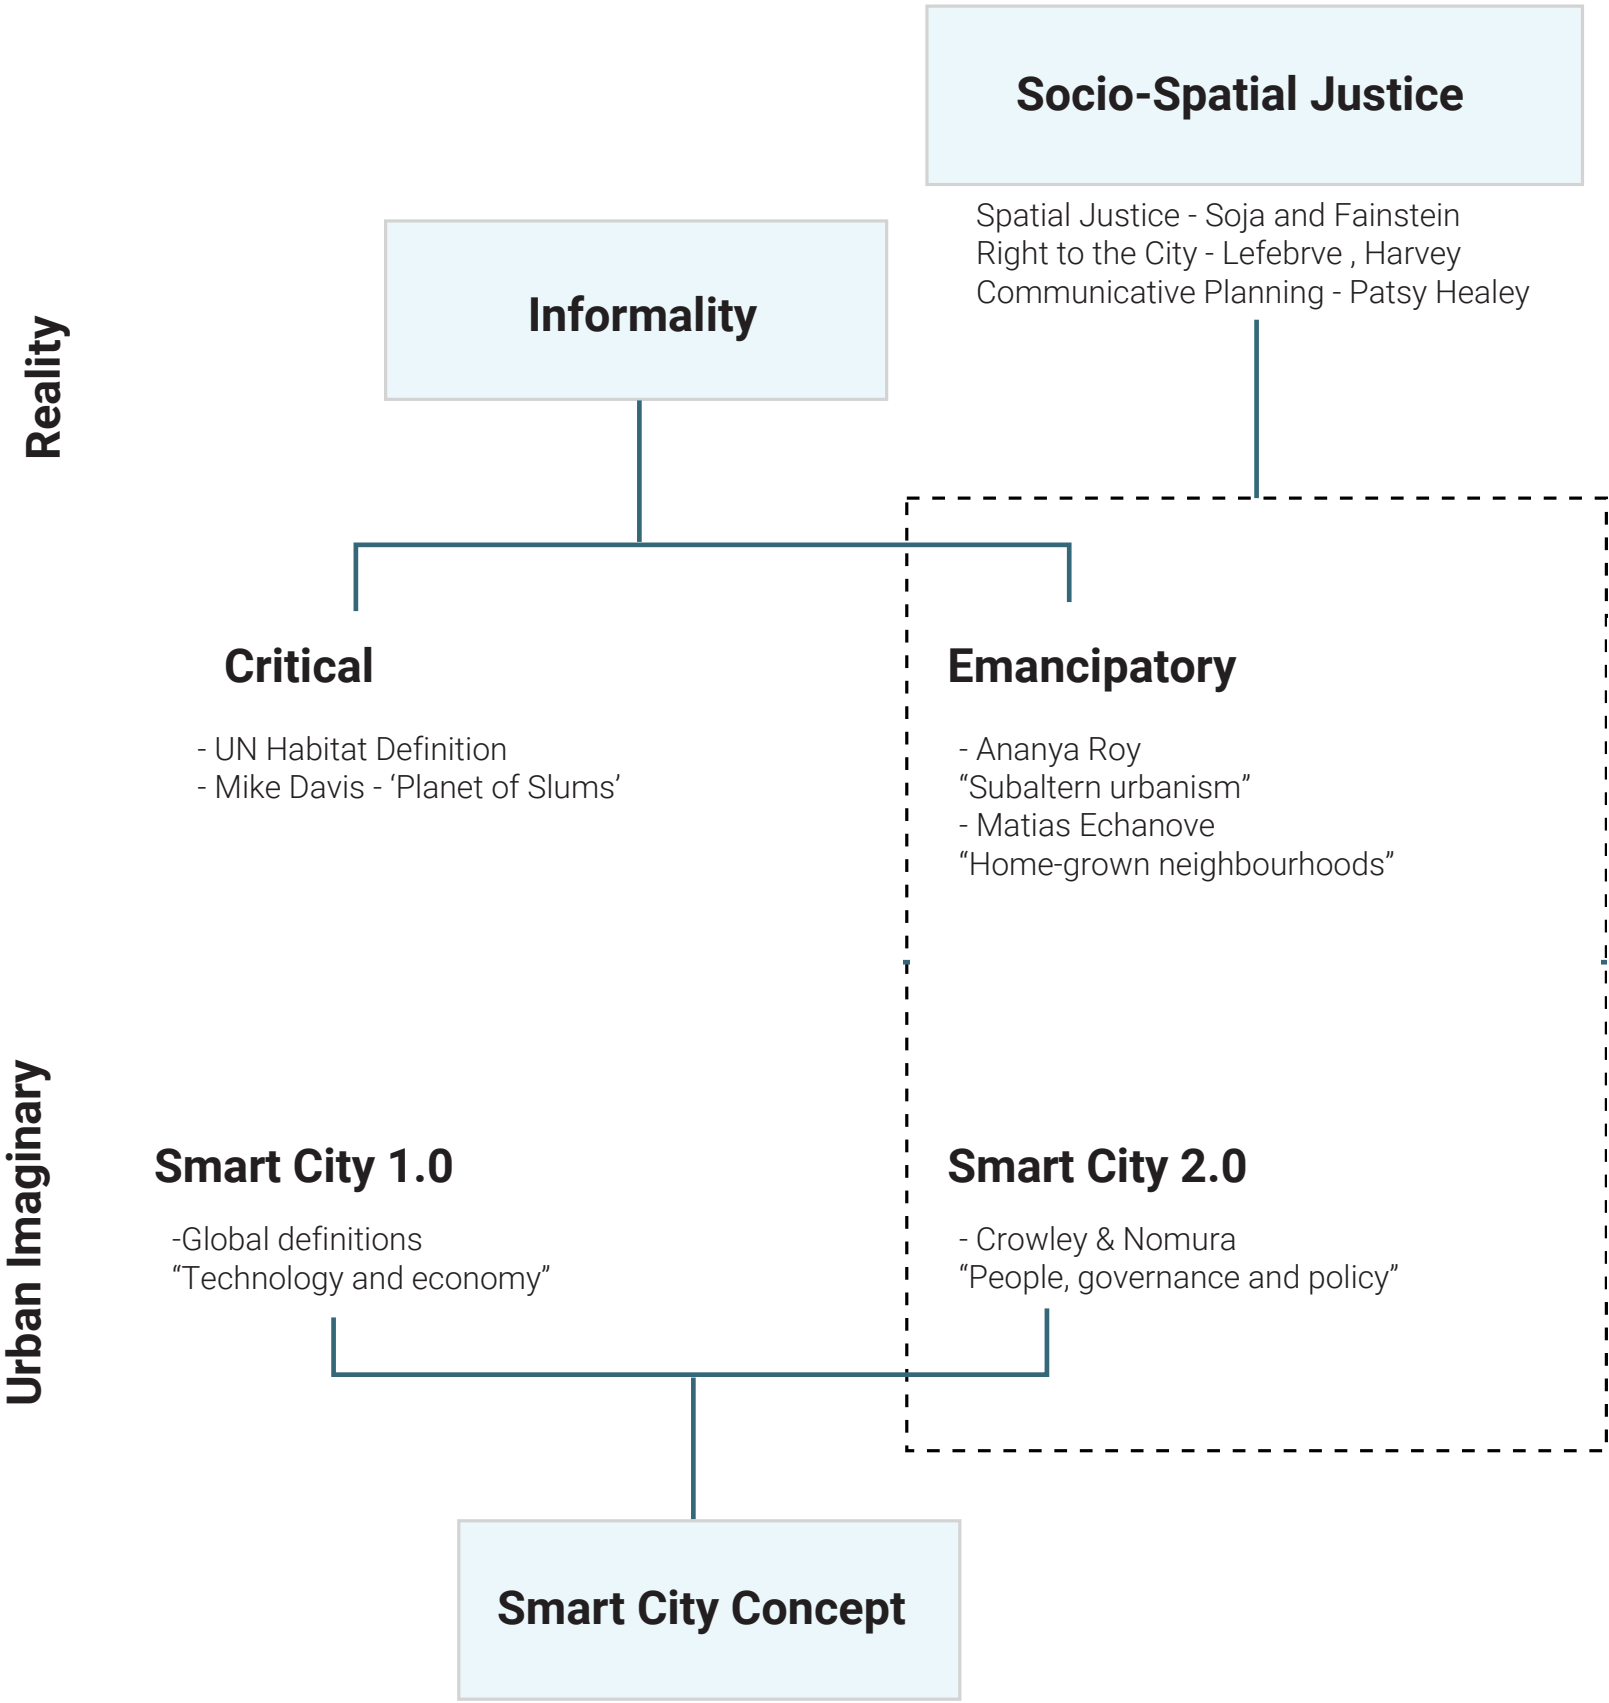 Socio-Spatial Justice
Spatial Justice - Soja and Fainstein
Right to the City - Lefebrve , Harvey
Communicative Planning - Patsy Healey
Informality
Reality
Critical
- UN Habitat Definition
- Mike Davis - ‘Planet of Slums’
Emancipatory
- Ananya Roy
“Subaltern urbanism”
- Matias Echanove
“Home-grown neighbourhoods”
Urban Imaginary
Smart City 1.0
-Global definitions
“Technology and economy”
Smart City 2.0
- Crowley & Nomura
“People, governance and policy”
Smart City Concept